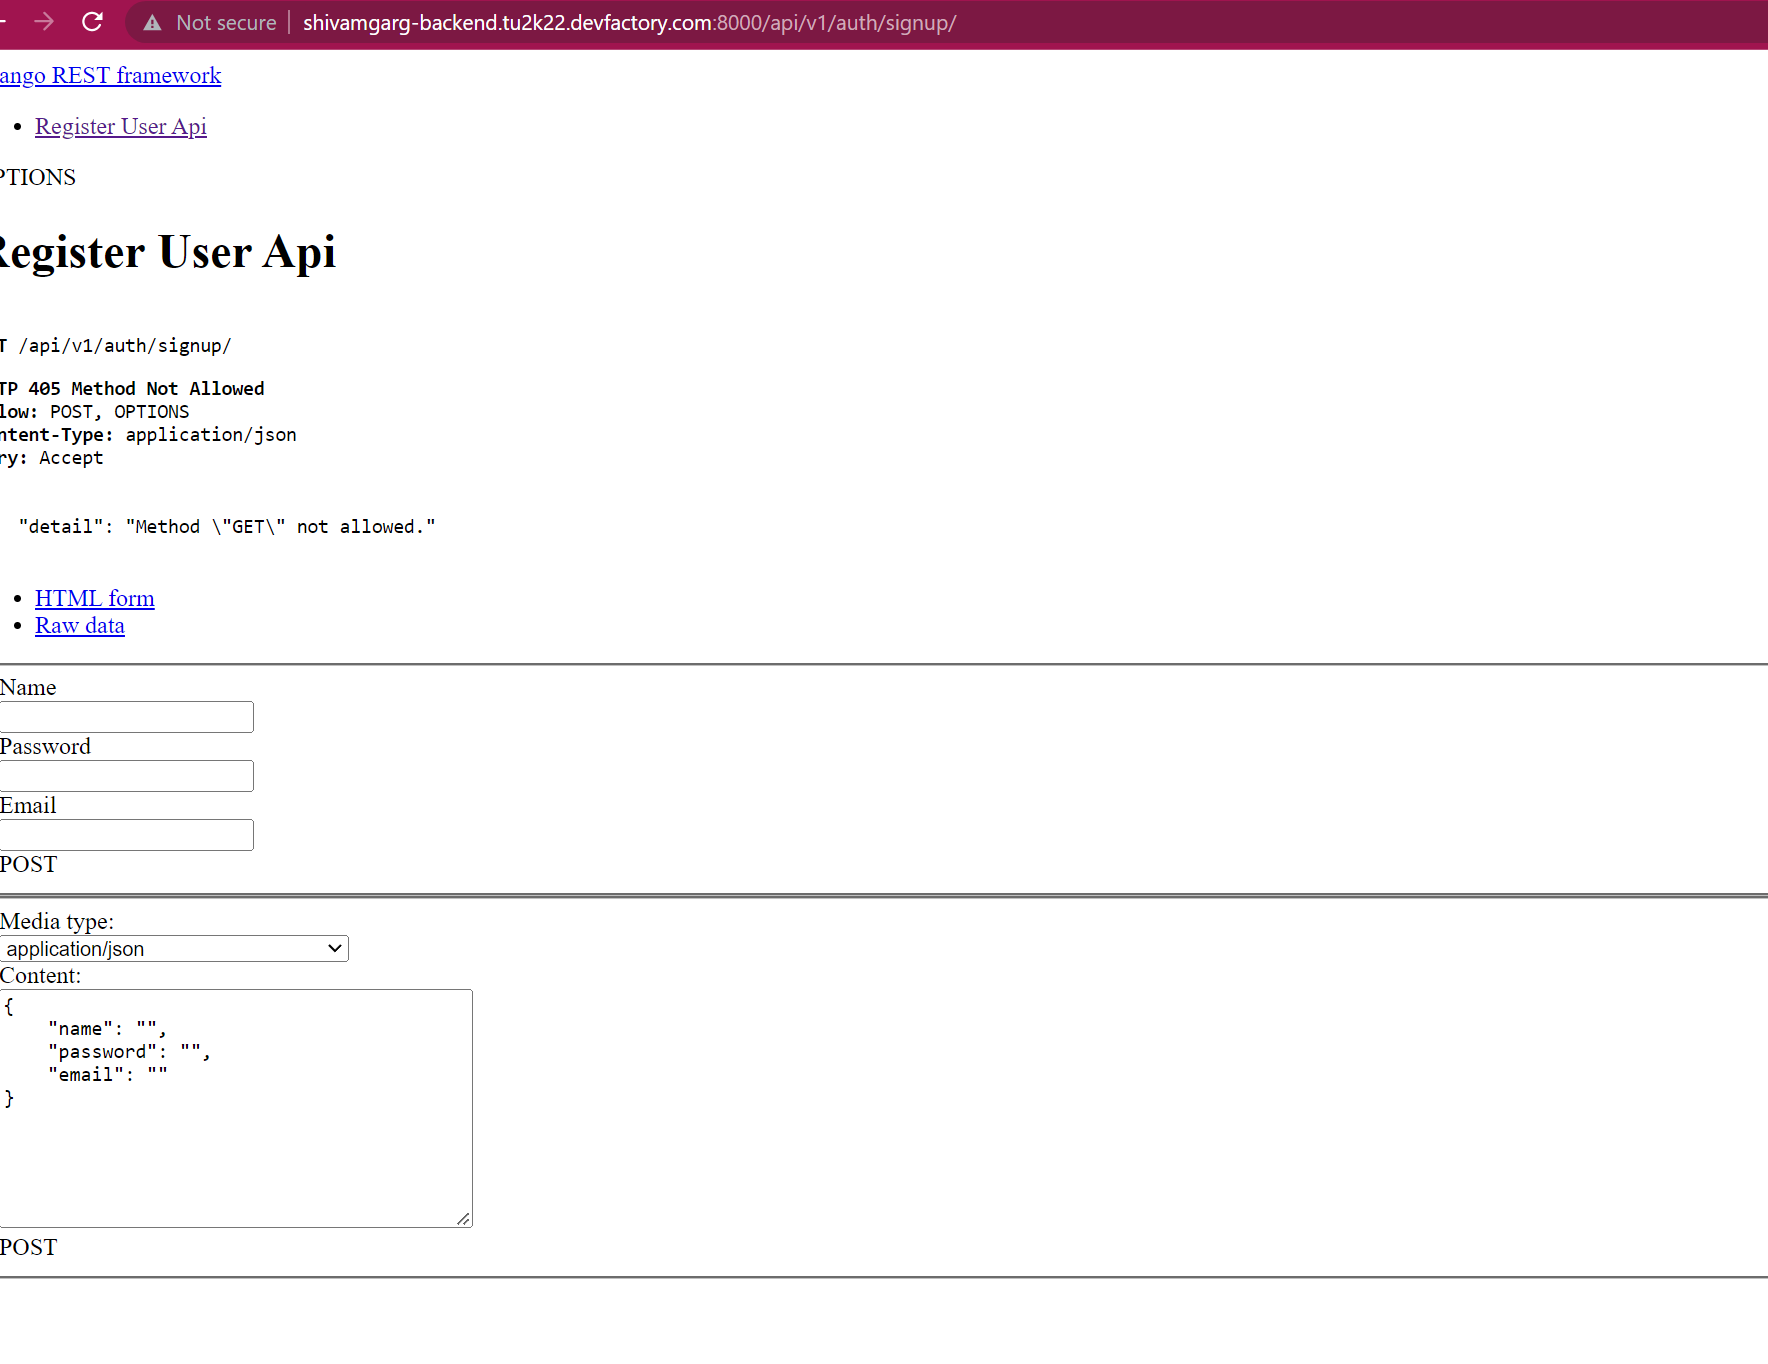 Not secure | shivamgarg-backend.tu2k22.devfactory.com:8000/api/v1/auth/signup/
ango REST framework
Register User Api
PTIONS
Register User Api
T /api/v1/auth/signup/
TP 405 Method Not Allowed
low: POST, OPTIONS
ntent-Type: application/json
ry: Accept
"detail": "Method \"GET\" not allowed."
HTML form
Raw data
Name
Password
Email
POST
Media type:
application/json
Content:
{
"name": "",
"password": "",
"email": ""
}
POST